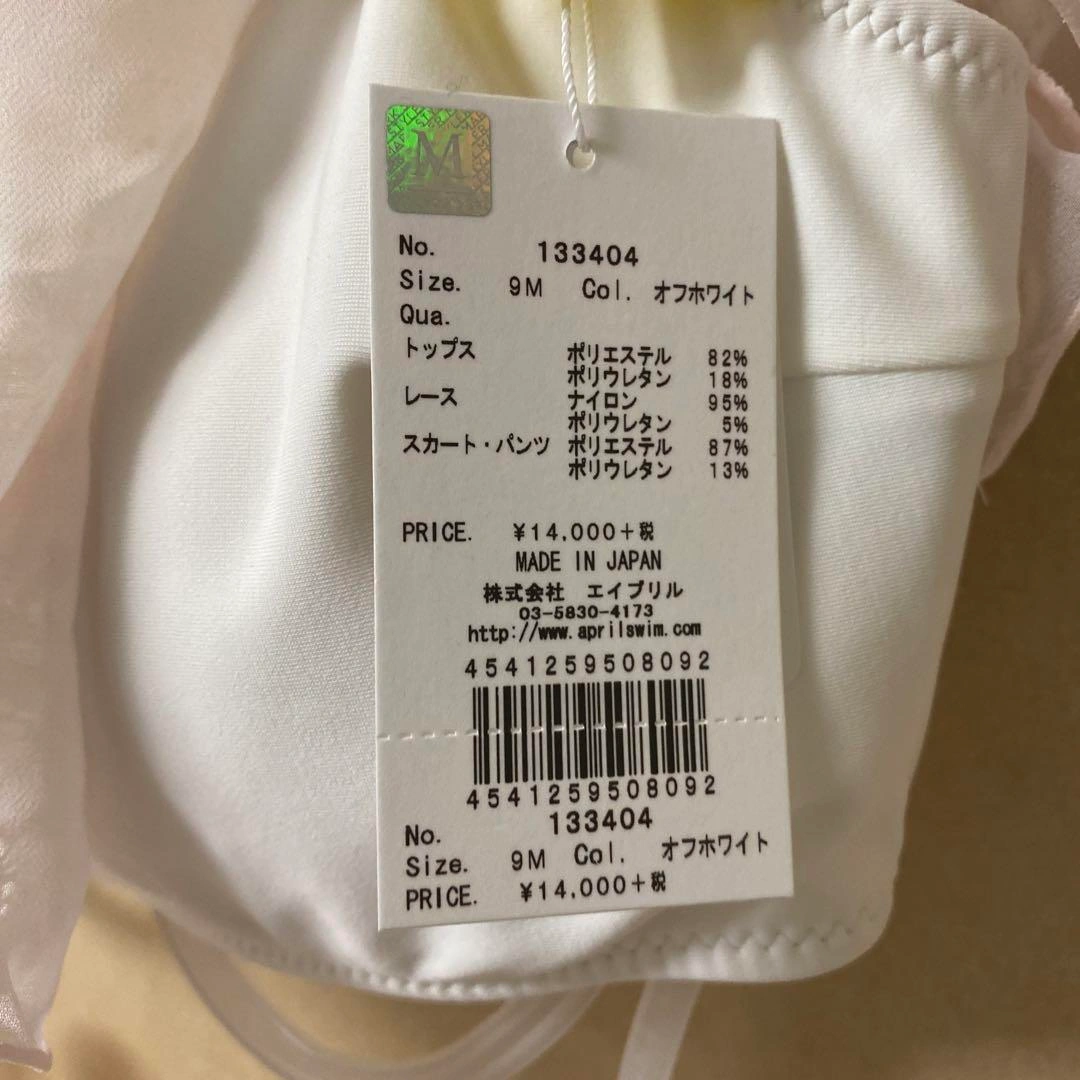 M
No. 133404
Size. 9M Col. オフホワイト
Qua.
トップス ポリエステル 82%
ポリウレタン 18%
レース ナイロン 95%
ポリウレタン 5%
スカート・パンツ ポリエステル 87%
ポリウレタン 13%
PRICE. ¥14,000+税
MADE IN JAPAN
株式会社 エイプリル
03-5830-4173
http://www.aprilswim.com
4541259508092
4541259508092
No. 133404
Size. 9M Col. オフホワイト
PRICE. ¥14,000+税